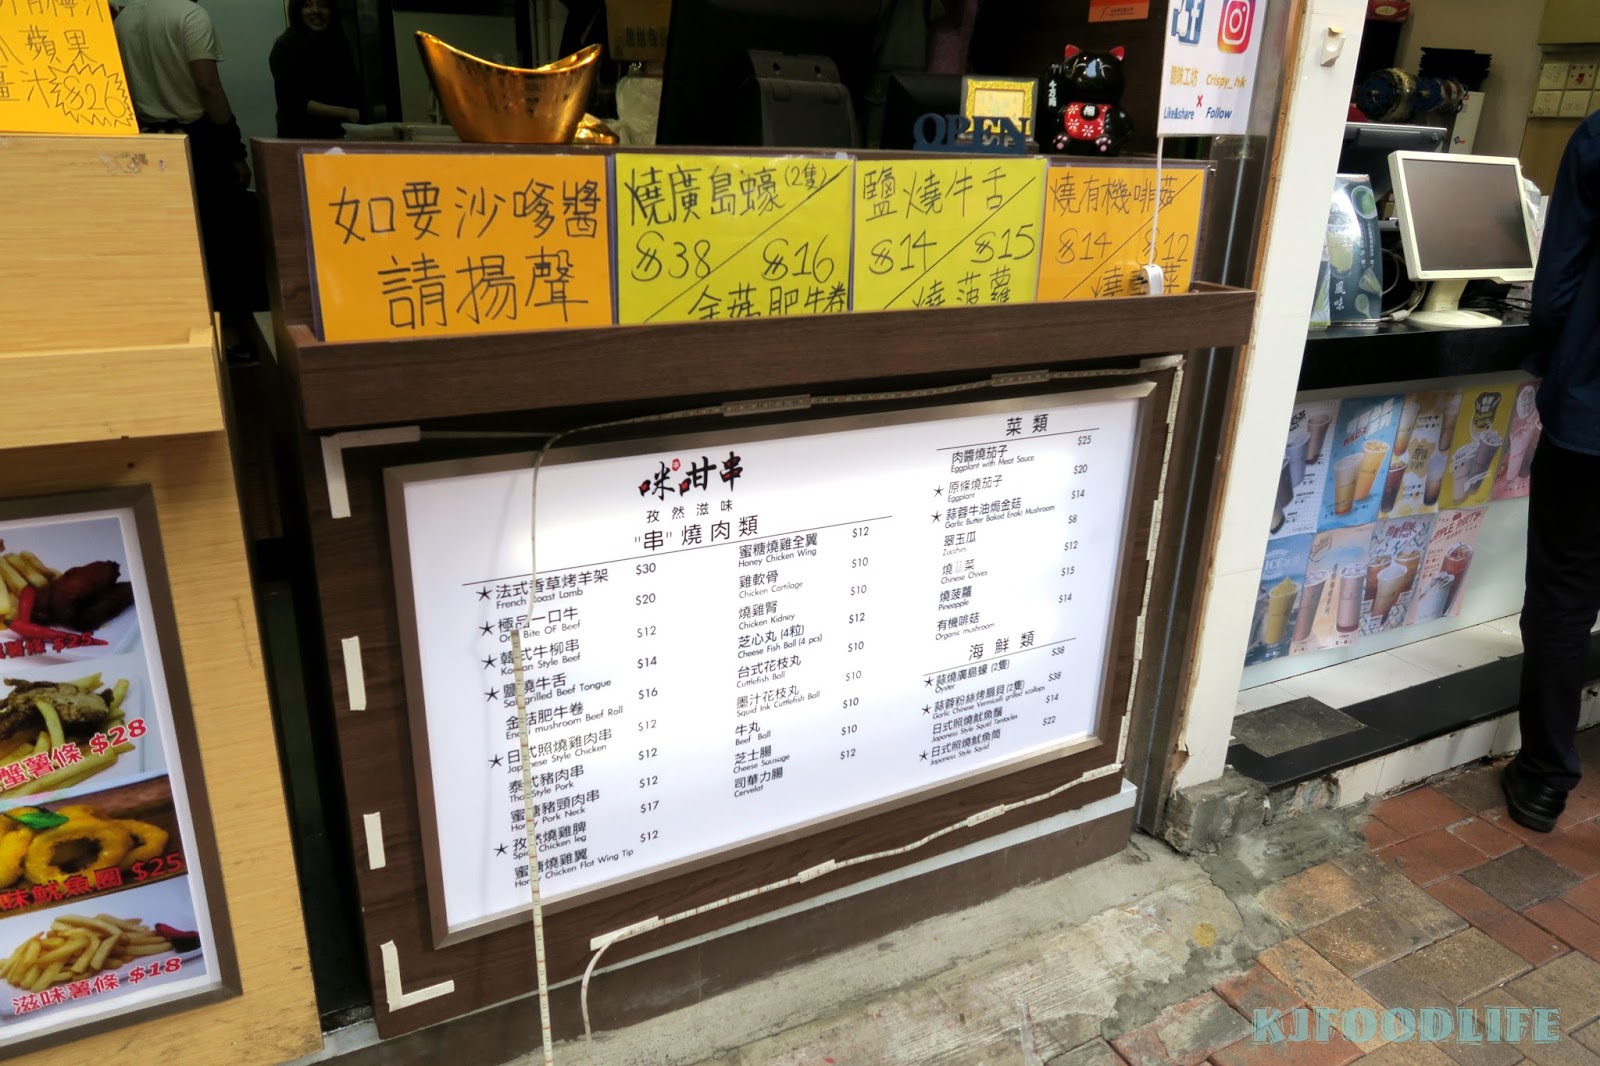 蘋果
薑汁 $26
如要沙嗲醬
請揚聲
燒廣島蠔(2隻)
$38 $16
金菇肥牛卷
鹽燒牛舌
$14 $15
燒菠蘿
燒有機啡菇
$14 $12
OPEN
脆味工坊 Crispy_hk
Like&share X Follow
咪咁串
孜然滋味
"串"燒肉類
★法式香草烤羊架 $30
French Roast Lamb
★極品一口牛 $20
One Bite Of Beef
★韓式牛柳串 $12
Korean Style Beef
★鹽燒牛舌 $14
Salt grilled Beef Tongue
金菇肥牛卷 $16
Enoki mushroom Beef Roll
★日式照燒雞肉串 $12
Japanese Style Chicken
泰式豬肉串 $12
Thai Style Pork
蜜糖豬頸肉串 $12
Honey Pork Neck
★孜然燒雞脾 $17
Spicy Chicken leg
蜜糖燒雞翼 $12
Honey Chicken Flat Wing Tip
蜜糖燒雞全翼 $12
Honey Chicken Wing
雞軟骨 $10
Chicken Cartilage
燒雞腎 $10
Chicken Kidney
芝心丸 (4粒) $12
Cheese Fish Ball (4 pcs)
台式花枝丸 $10
Cuttlefish Ball
墨汁花枝丸 $10
Squid Ink Cuttlefish Ball
牛丸 $10
Beef Ball
芝士腸 $10
Cheese Sausage
司華力腸 $12
Cervelat
菜類
肉醬燒茄子 $25
Eggplant with Meat Sauce
★原條燒茄子 $20
Eggplant
★蒜蓉牛油焗金菇 $14
Garlic Butter Baked Enoki Mushroom
翠玉瓜 $8
Zucchini
燒韮菜 $12
Chinese Chives
燒菠蘿 $15
Pineapple
有機啡菇 $14
Organic mushroom
海鮮類
★蒜燒廣島蠔 (2隻) $38
Oyster
★蒜蓉粉絲烤扇貝 (2隻) $38
Garlic Chinese Vermicelli grilled scallops
日式照燒魷魚鬚 $14
Japanese Style Squid Tentacles
★日式照燒魷魚筒 $22
Japanese Style Squid
薯條 $25
蟹薯條 $28
味魷魚圈 $25
滋味薯條 $18
風味
KJFOODLIFE